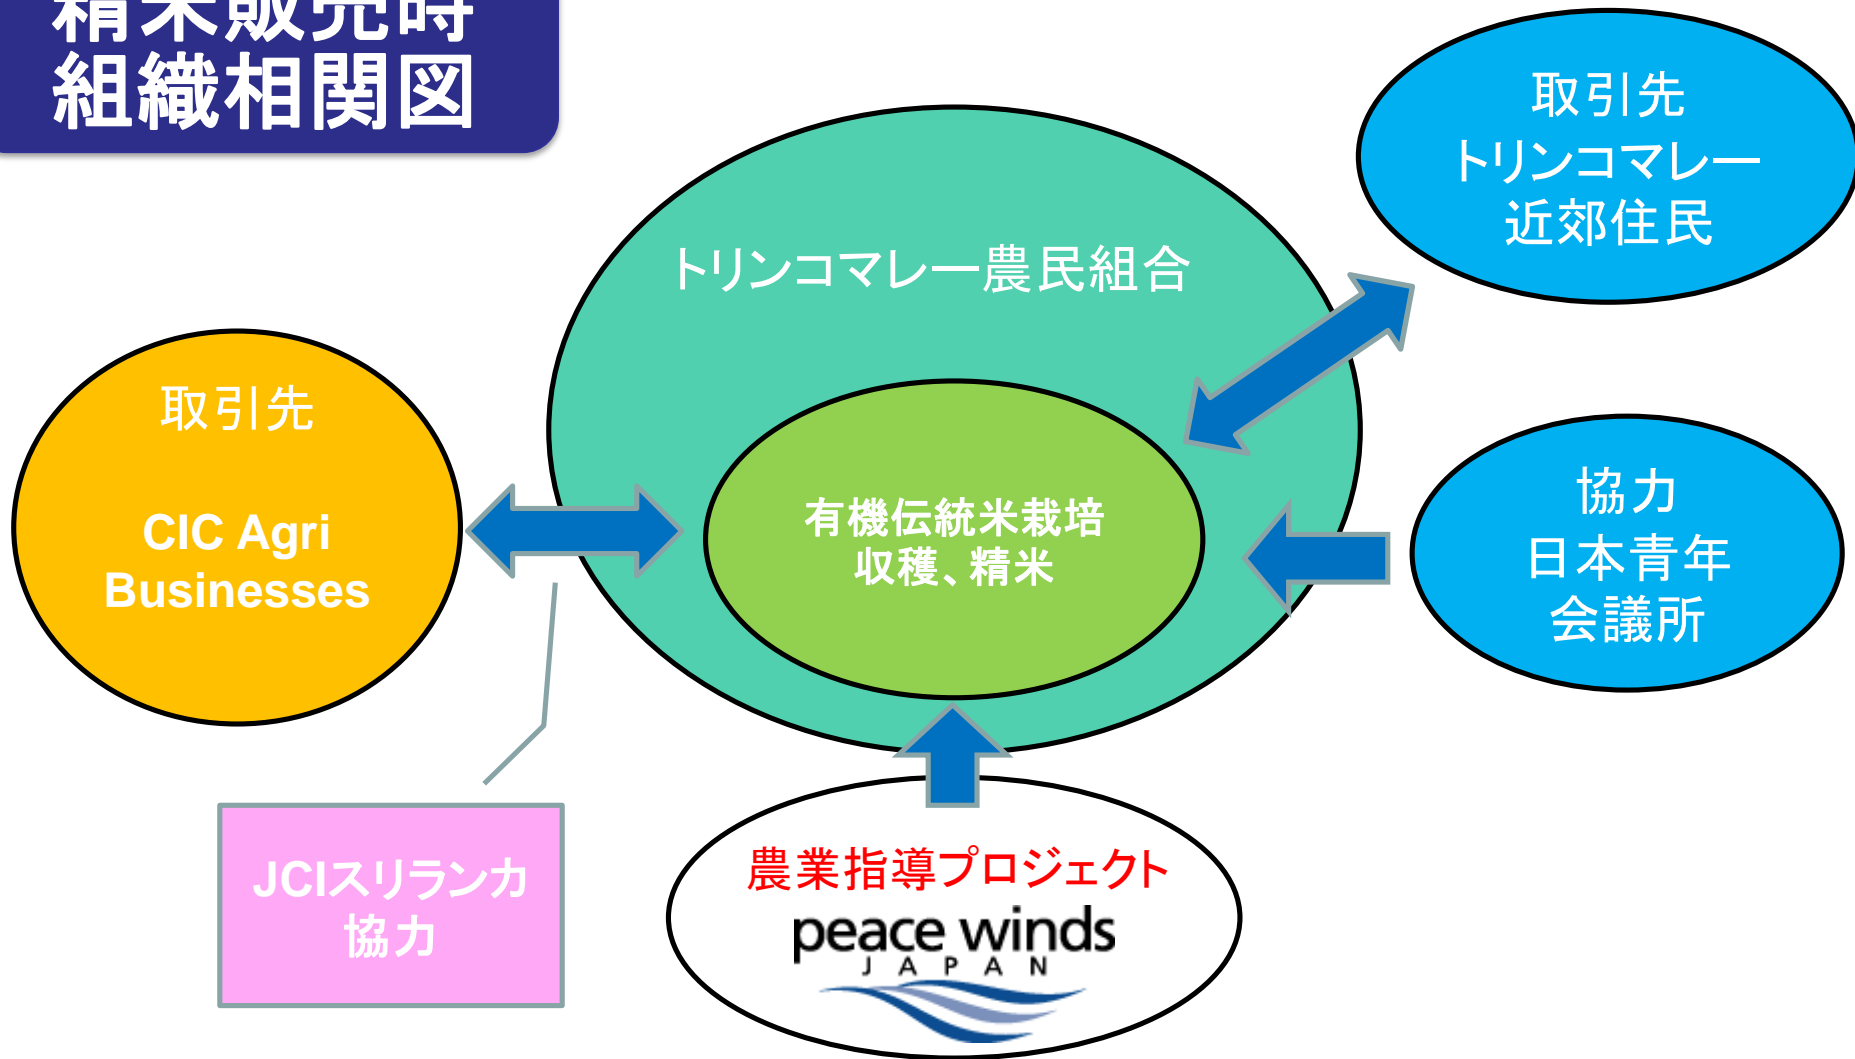 精米販売時
組織相関図
取引先
トリンコマレー
近郊住民
トリンコマレー農民組合
取引先
CIC Agri
Businesses
有機伝統米栽培
収穫、精米
協力
日本青年
会議所
JCIスリランカ
協力
農業指導プロジェクト
peace winds
JAPAN